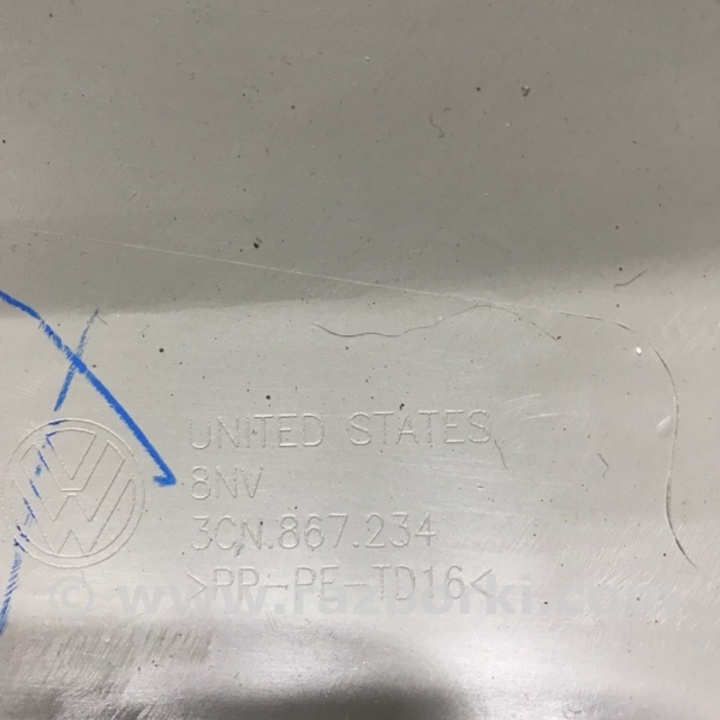 UNITED STATES
8NV
3CN.867.234
>PP-PE-TD16<
© www.razborki.com